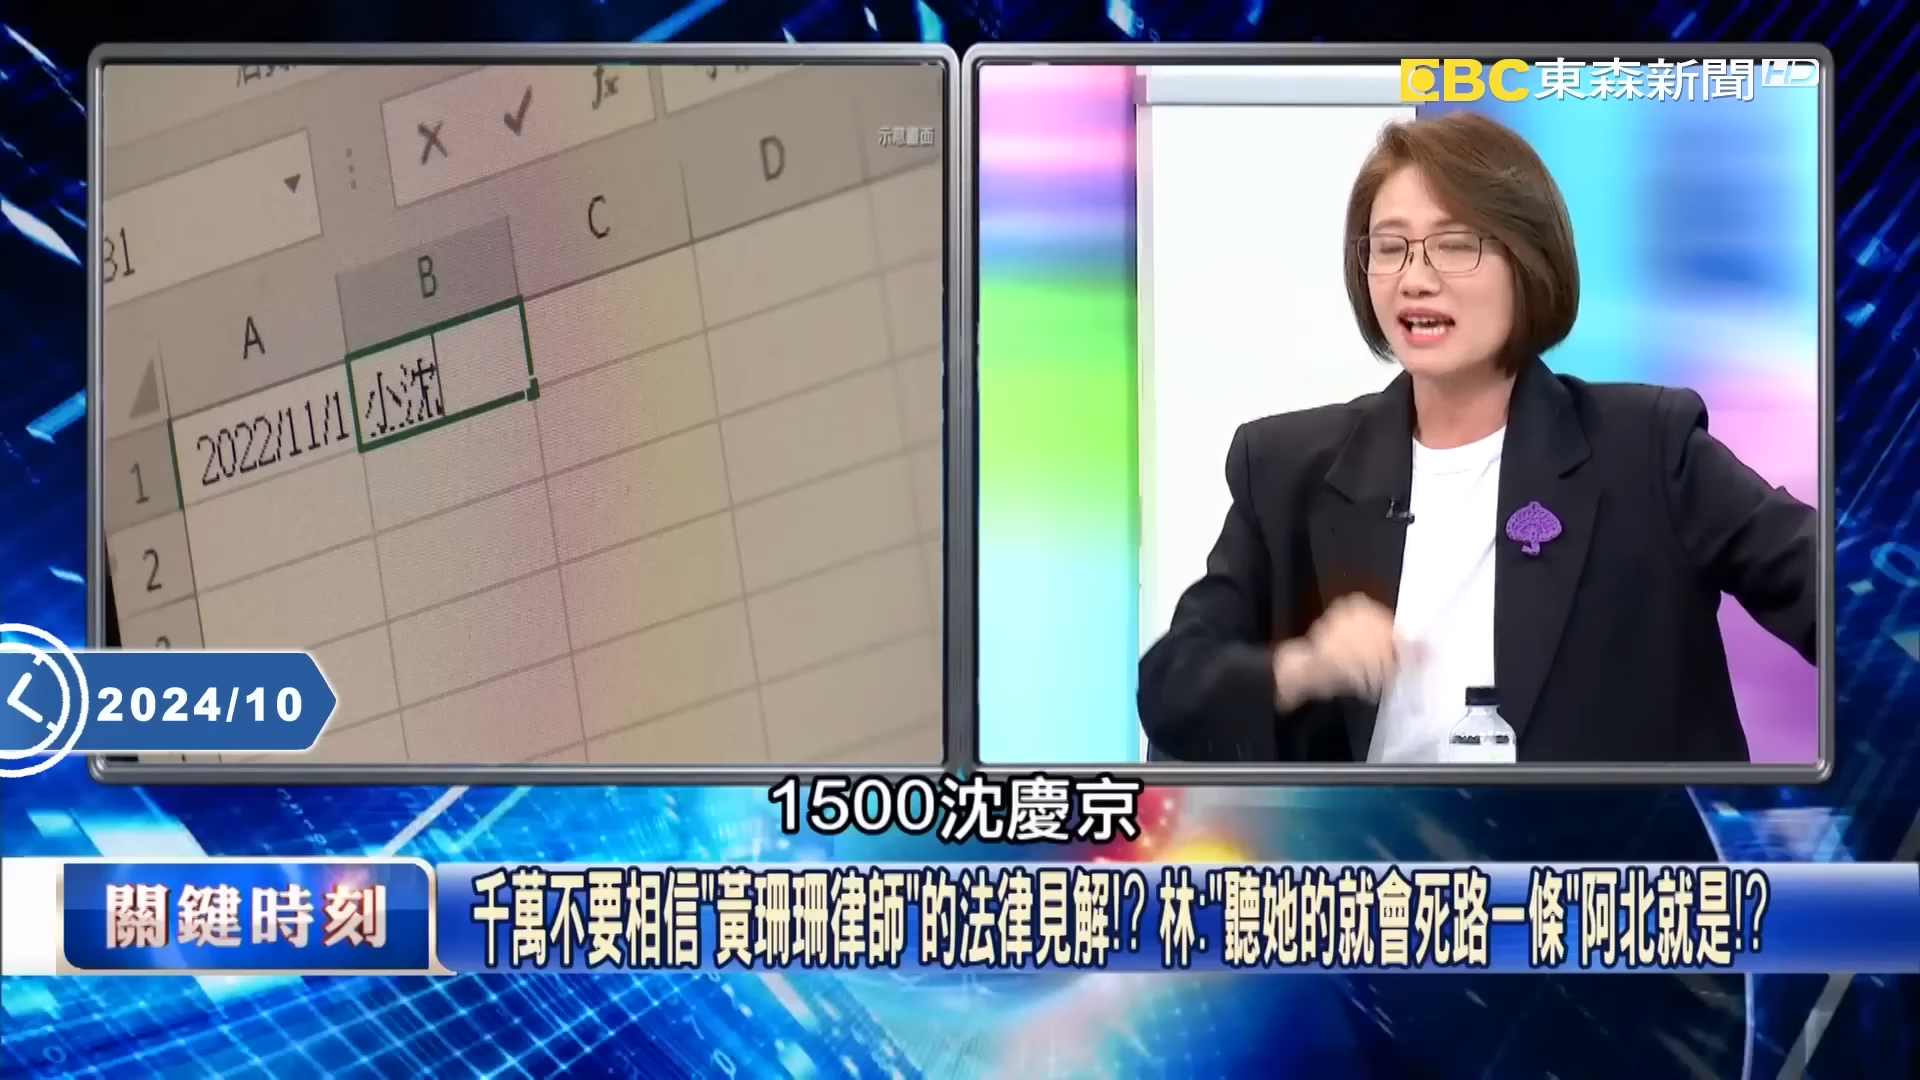 EBC東森新聞HD
示意畫面
fx
B1
A B C D
1 2022/11/1 小沈
2
3
2024/10
1500沈慶京
關鍵時刻
千萬不要相信"黃珊珊律師"的法律見解!? 林:"聽她的就會死路一條"阿北就是!?